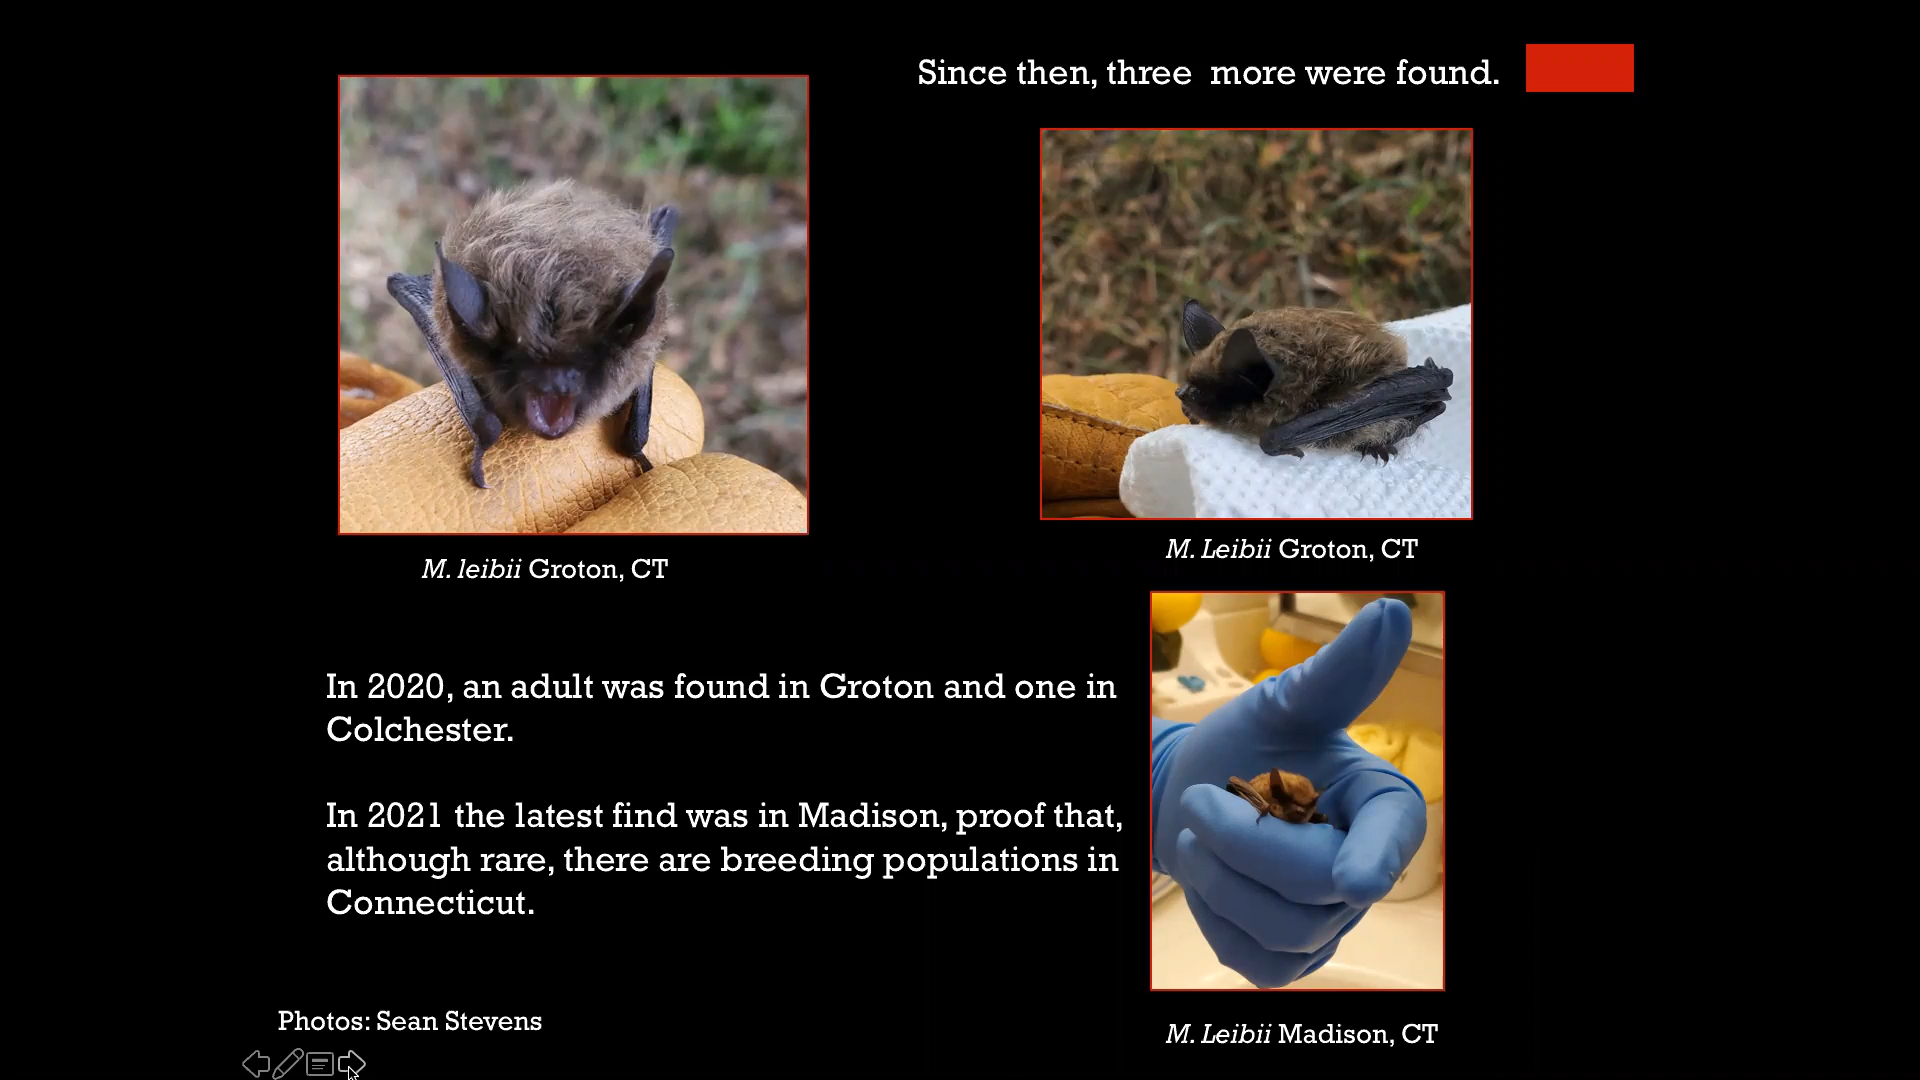 Since then, three  more were found.
M. leibii Groton, CT
M. Leibii Groton, CT
In 2020, an adult was found in Groton and one in
Colchester.
In 2021 the latest find was in Madison, proof that,
although rare, there are breeding populations in
Connecticut.
Photos: Sean Stevens
M. Leibii Madison, CT